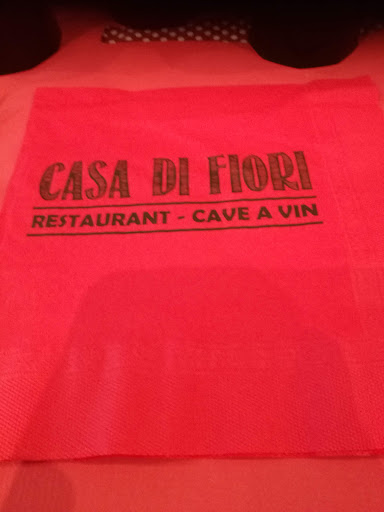 CASA DI FIORI
RESTAURANT - CAVE A VIN